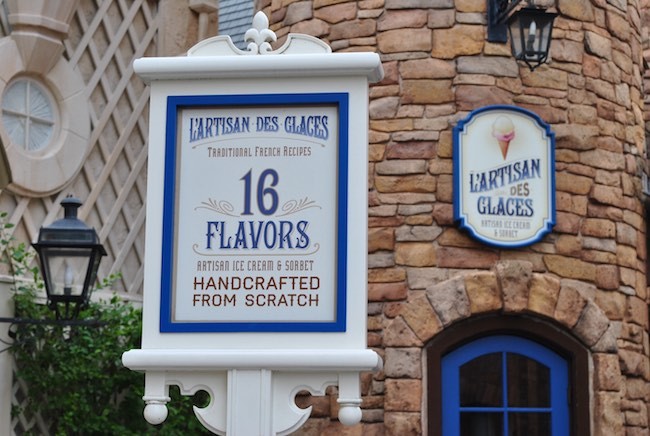 L'ARTISAN DES GLACES
TRADITIONAL FRENCH RECIPES
16
FLAVORS
ARTISAN ICE CREAM & SORBET
HANDCRAFTED
FROM SCRATCH
L'ARTISAN
DES
GLACES
ARTISAN ICE CREAM
& SORBET